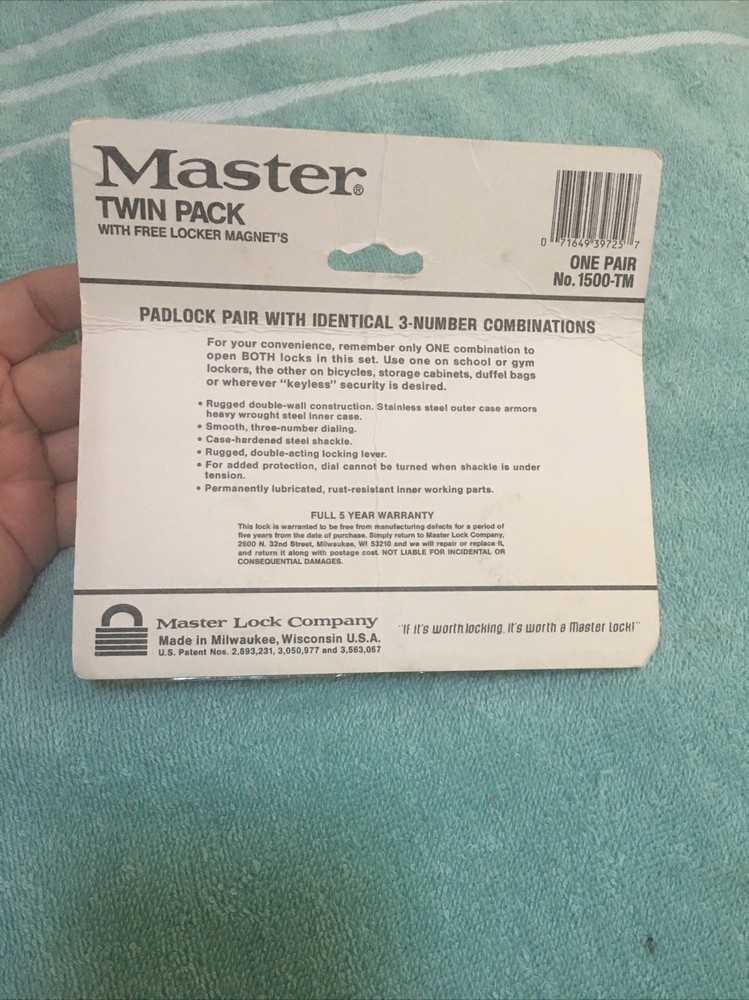 Master®
TWIN PACK
WITH FREE LOCKER MAGNET'S
0 71649 39725 7
ONE PAIR
No. 1500-TM
PADLOCK PAIR WITH IDENTICAL 3-NUMBER COMBINATIONS
For your convenience, remember only ONE combination to
open BOTH locks in this set. Use one on school or gym
lockers, the other on bicycles, storage cabinets, duffel bags
or wherever "keyless" security is desired.
• Rugged double-wall construction. Stainless steel outer case armors
heavy wrought steel inner case.
• Smooth, three-number dialing.
• Case-hardened steel shackle.
• Rugged, double-acting locking lever.
• For added protection, dial cannot be turned when shackle is under
tension.
• Permanently lubricated, rust-resistant inner working parts.
FULL 5 YEAR WARRANTY
This lock is warranted to be free from manufacturing defects for a period of
five years from the date of purchase. Simply return to Master Lock Company,
2600 N. 32nd Street, Milwaukee, WI 53210 and we will repair or replace it,
and return it along with postage cost. NOT LIABLE FOR INCIDENTAL OR
CONSEQUENTIAL DAMAGES.
Master Lock Company
Made in Milwaukee, Wisconsin U.S.A.
U.S. Patent Nos. 2,893,231, 3,050,977 and 3,563,067
"If it's worth locking, it's worth a Master Lock!"